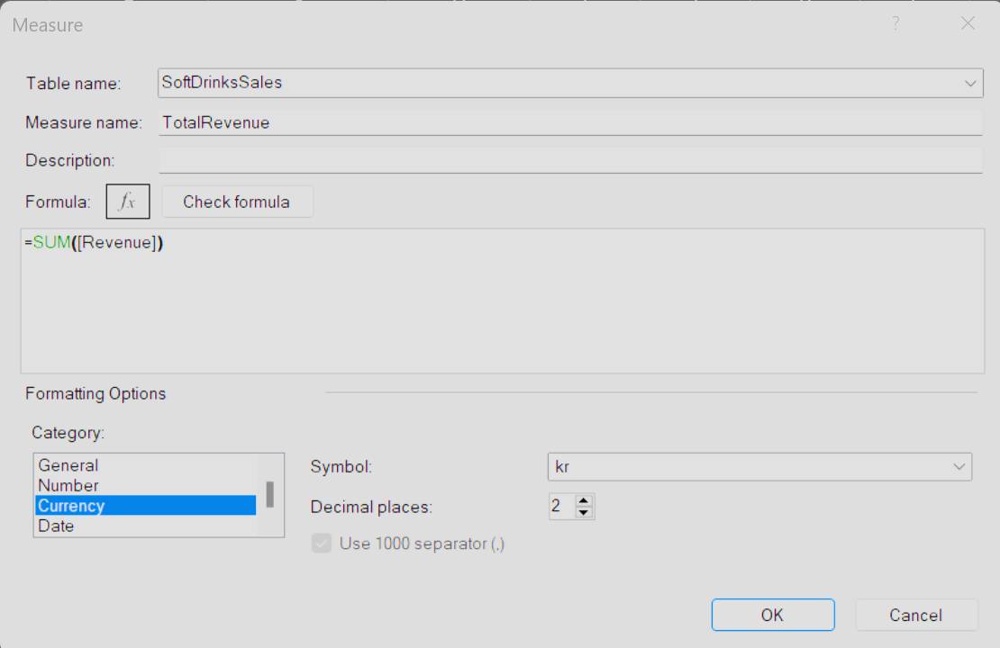 Measure ?
Table name: SoftDrinksSales
Measure name: TotalRevenue
Description:
Formula: fx Check formula
=SUM([Revenue])
Formatting Options
Category:
General
Number
Currency
Date
Symbol: kr
Decimal places: 2
Use 1000 separator (,)
OK Cancel